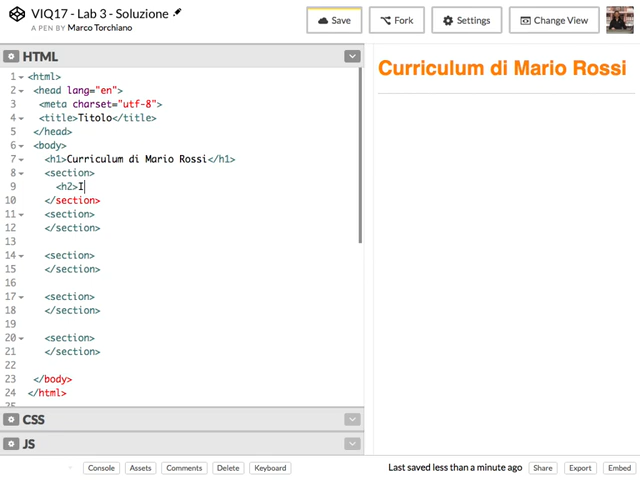 VIQ17 - Lab 3 - Soluzione
A PEN BY Marco Torchiano
Save
Fork
Settings
Change View
HTML
1 <html>
2 <head lang="en">
3 <meta charset="utf-8">
4 <title>Titolo</title>
5 </head>
6 <body>
7 <h1>Curriculum di Mario Rossi</h1>
8 <section>
9 <h2>I
10 </section>
11 <section>
12 </section>
13
14 <section>
15 </section>
16
17 <section>
18 </section>
19
20 <section>
21 </section>
22
23 </body>
24 </html>
25
Curriculum di Mario Rossi
CSS
JS
Console
Assets
Comments
Delete
Keyboard
Last saved less than a minute ago
Share
Export
Embed